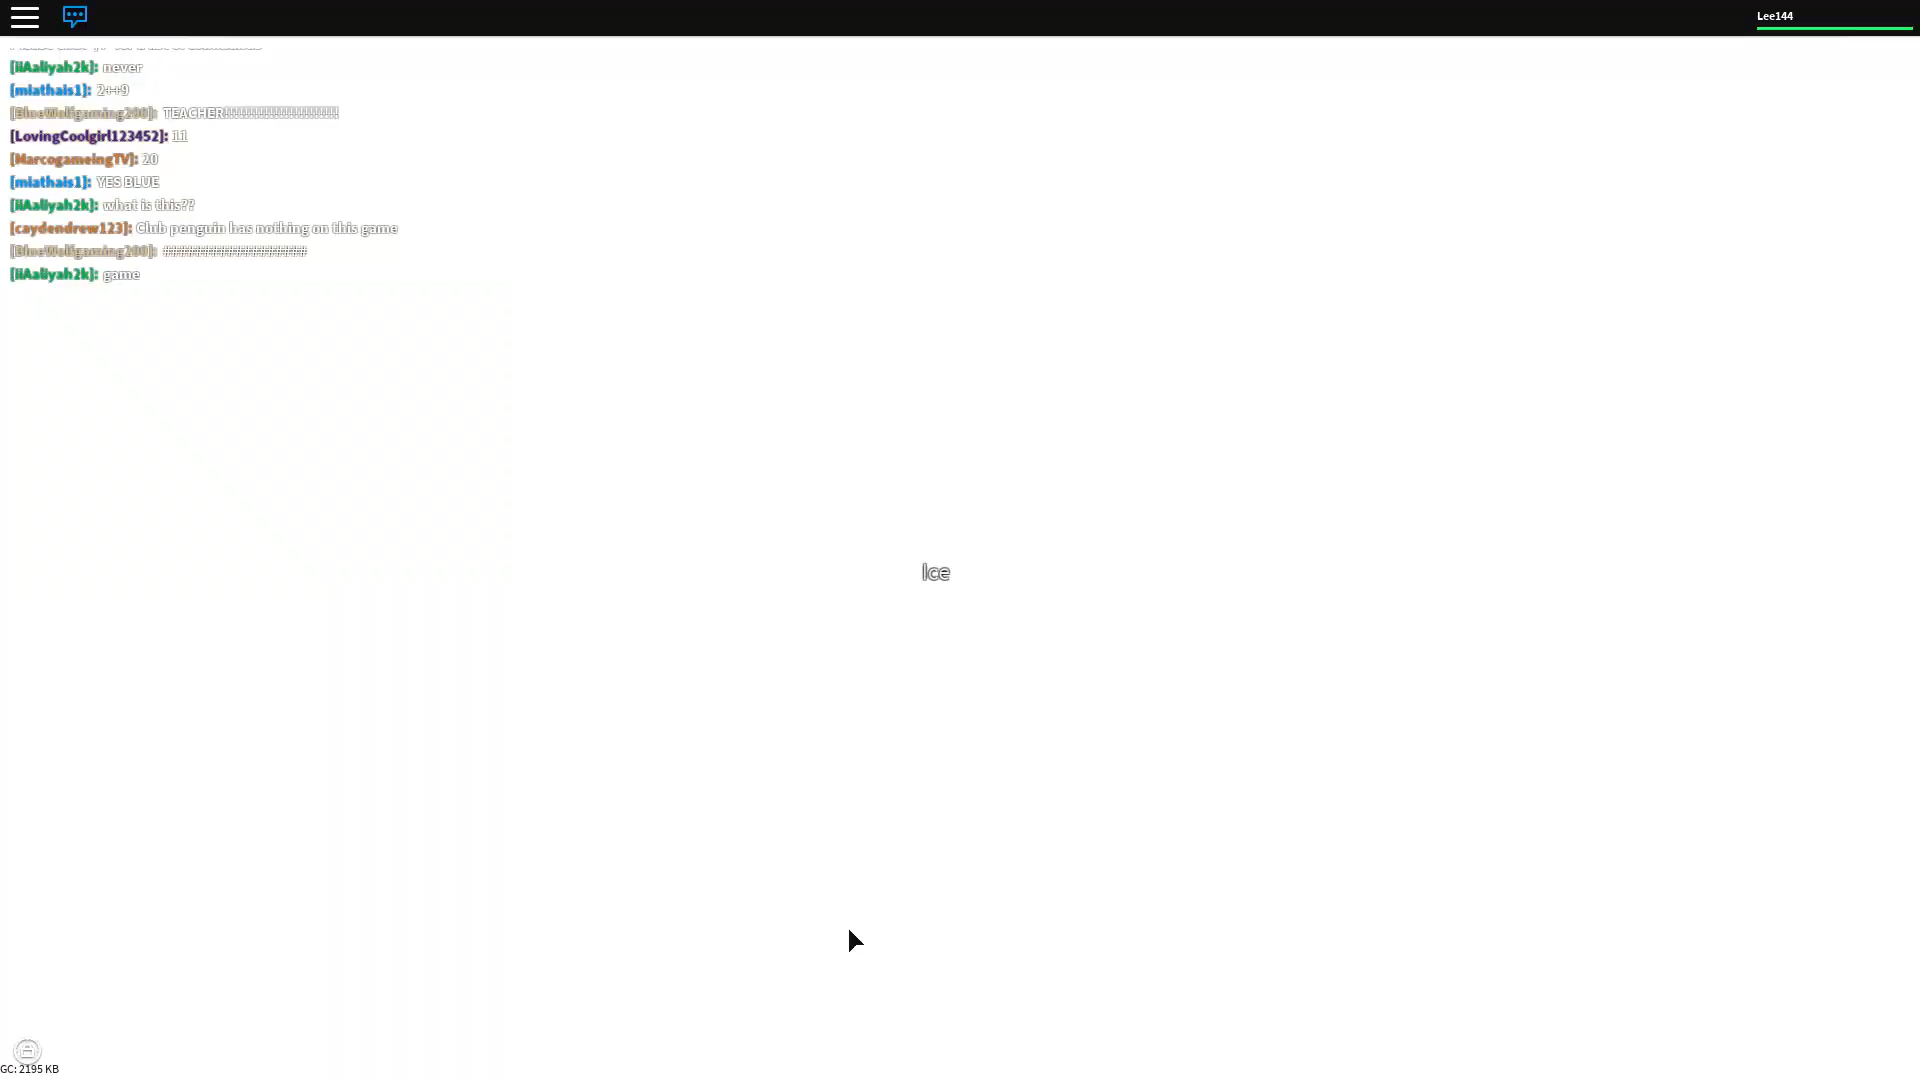 Lee144
[iiAaliyah2k]: never
[miathais1]: 2++9
[BlueWolfgaming200]: TEACHER!!!!!!!!!!!!!!!!!!!!!!!!!!!!
[LovingCoolgirl123452]: 11
[MarcogameingTV]: 20
[miathais1]: YES BLUE
[iiAaliyah2k]: what is this??
[caydendrew123]: Club penguin has nothing on this game
[BlueWolfgaming200]: ####################
[iiAaliyah2k]: game
Ice
GC: 2195 KB